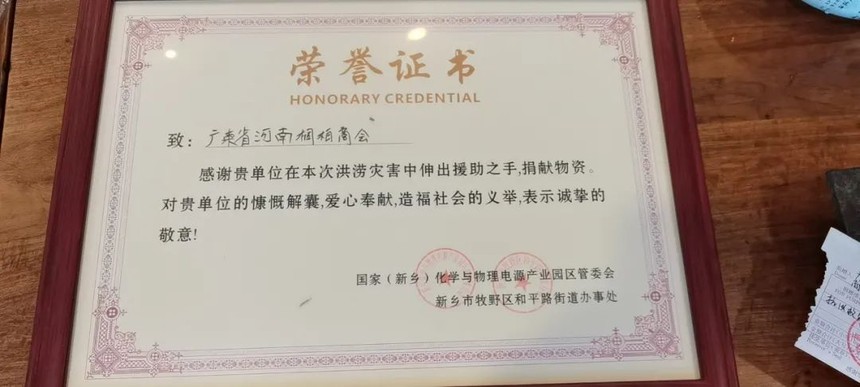 荣誉证书
HONORARY CREDENTIAL
致：广东省河南桐柏商会
感谢贵单位在本次洪涝灾害中伸出援助之手,捐献物资。
对贵单位的慷慨解囊,爱心奉献,造福社会的义举,表示诚挚的
敬意!
国家（新乡）化学与物理电源产业园区管委会
新乡市牧野区和平路街道办事处